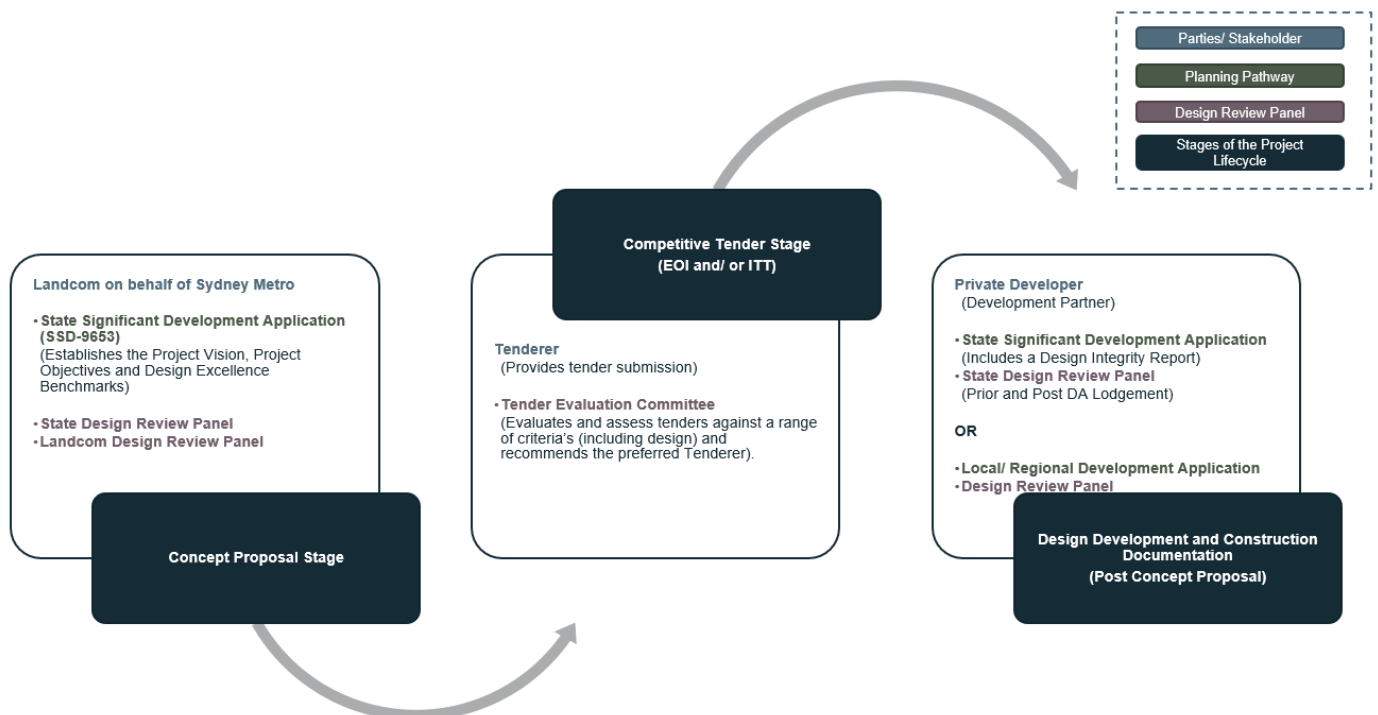 Parties/ Stakeholder
Planning Pathway
Design Review Panel
Stages of the Project
Lifecycle
Landcom on behalf of Sydney Metro
• State Significant Development Application
(SSD-9653)
(Establishes the Project Vision, Project
Objectives and Design Excellence
Benchmarks)
• State Design Review Panel
• Landcom Design Review Panel
Concept Proposal Stage
Competitive Tender Stage
(EOI and/ or ITT)
Tenderer
(Provides tender submission)
• Tender Evaluation Committee
(Evaluates and assess tenders against a range
of criteria's (including design) and
recommends the preferred Tenderer).
Private Developer
(Development Partner)
• State Significant Development Application
(Includes a Design Integrity Report)
• State Design Review Panel
(Prior and Post DA Lodgement)
OR
• Local/ Regional Development Application
• Design Review Panel
Design Development and Construction
Documentation
(Post Concept Proposal)